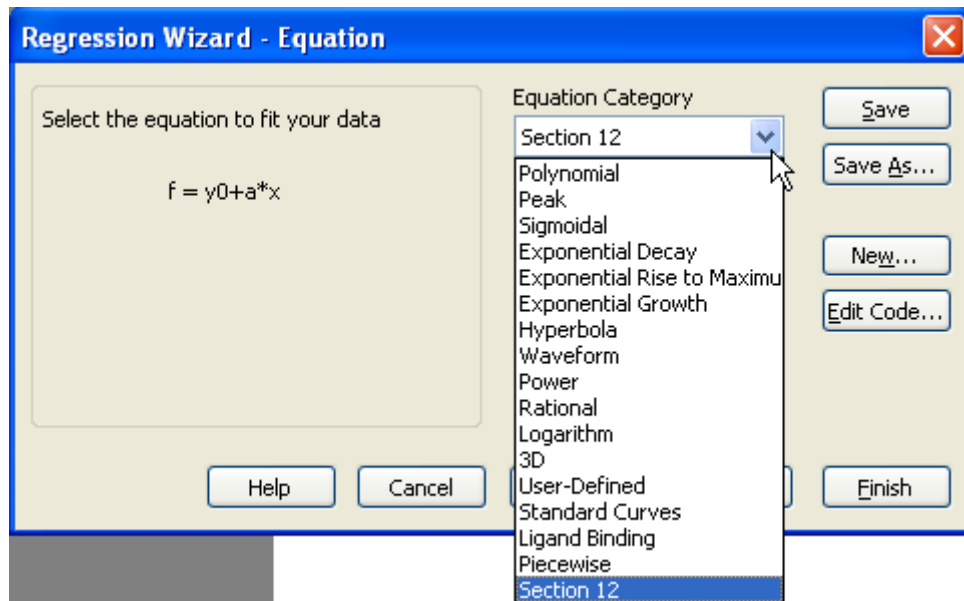 Regression Wizard - Equation
Select the equation to fit your data
f = y0+a*x
Equation Category
Section 12
Polynomial
Peak
Sigmoidal
Exponential Decay
Exponential Rise to Maximu
Exponential Growth
Hyperbola
Waveform
Power
Rational
Logarithm
3D
User-Defined
Standard Curves
Ligand Binding
Piecewise
Section 12
Save
Save As...
New...
Edit Code...
Help
Cancel
Finish